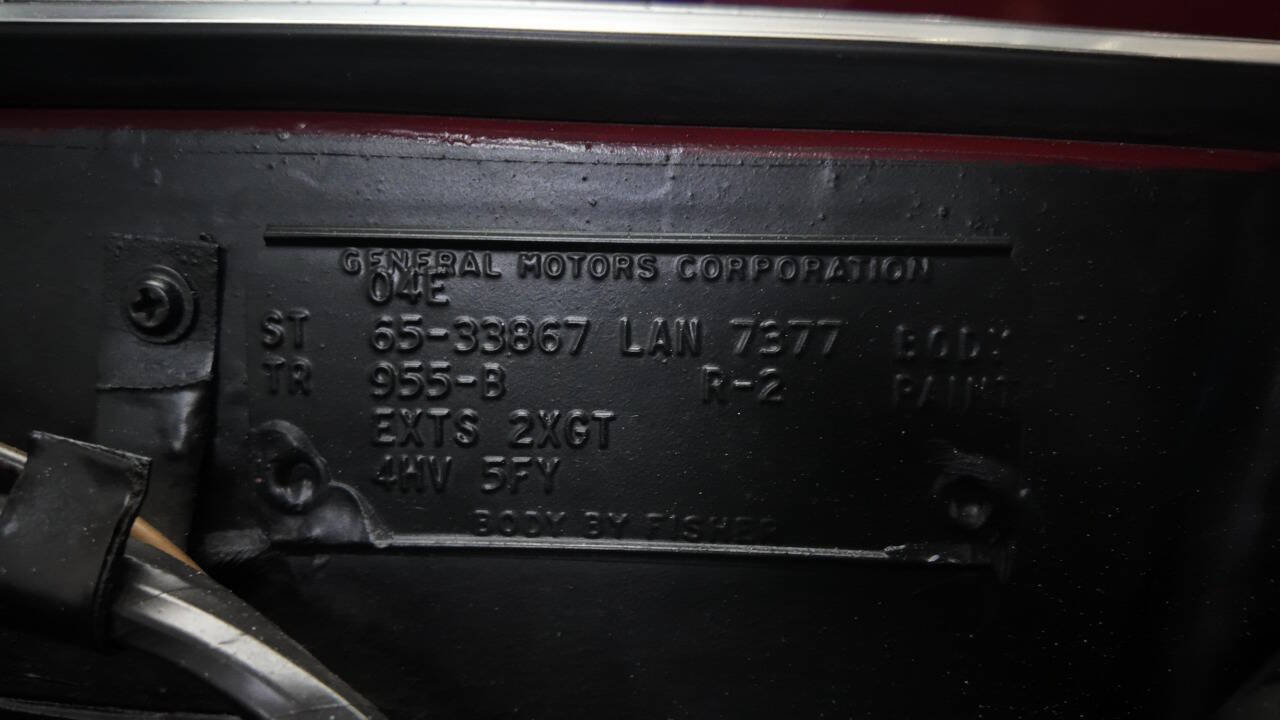 GENERAL MOTORS CORPORATION
04E
ST 65-33867 LAN 7377 BODY
TR 955-B R-2 PAINT
EXTS 2XGT
4HV 5FY
BODY BY FISHER